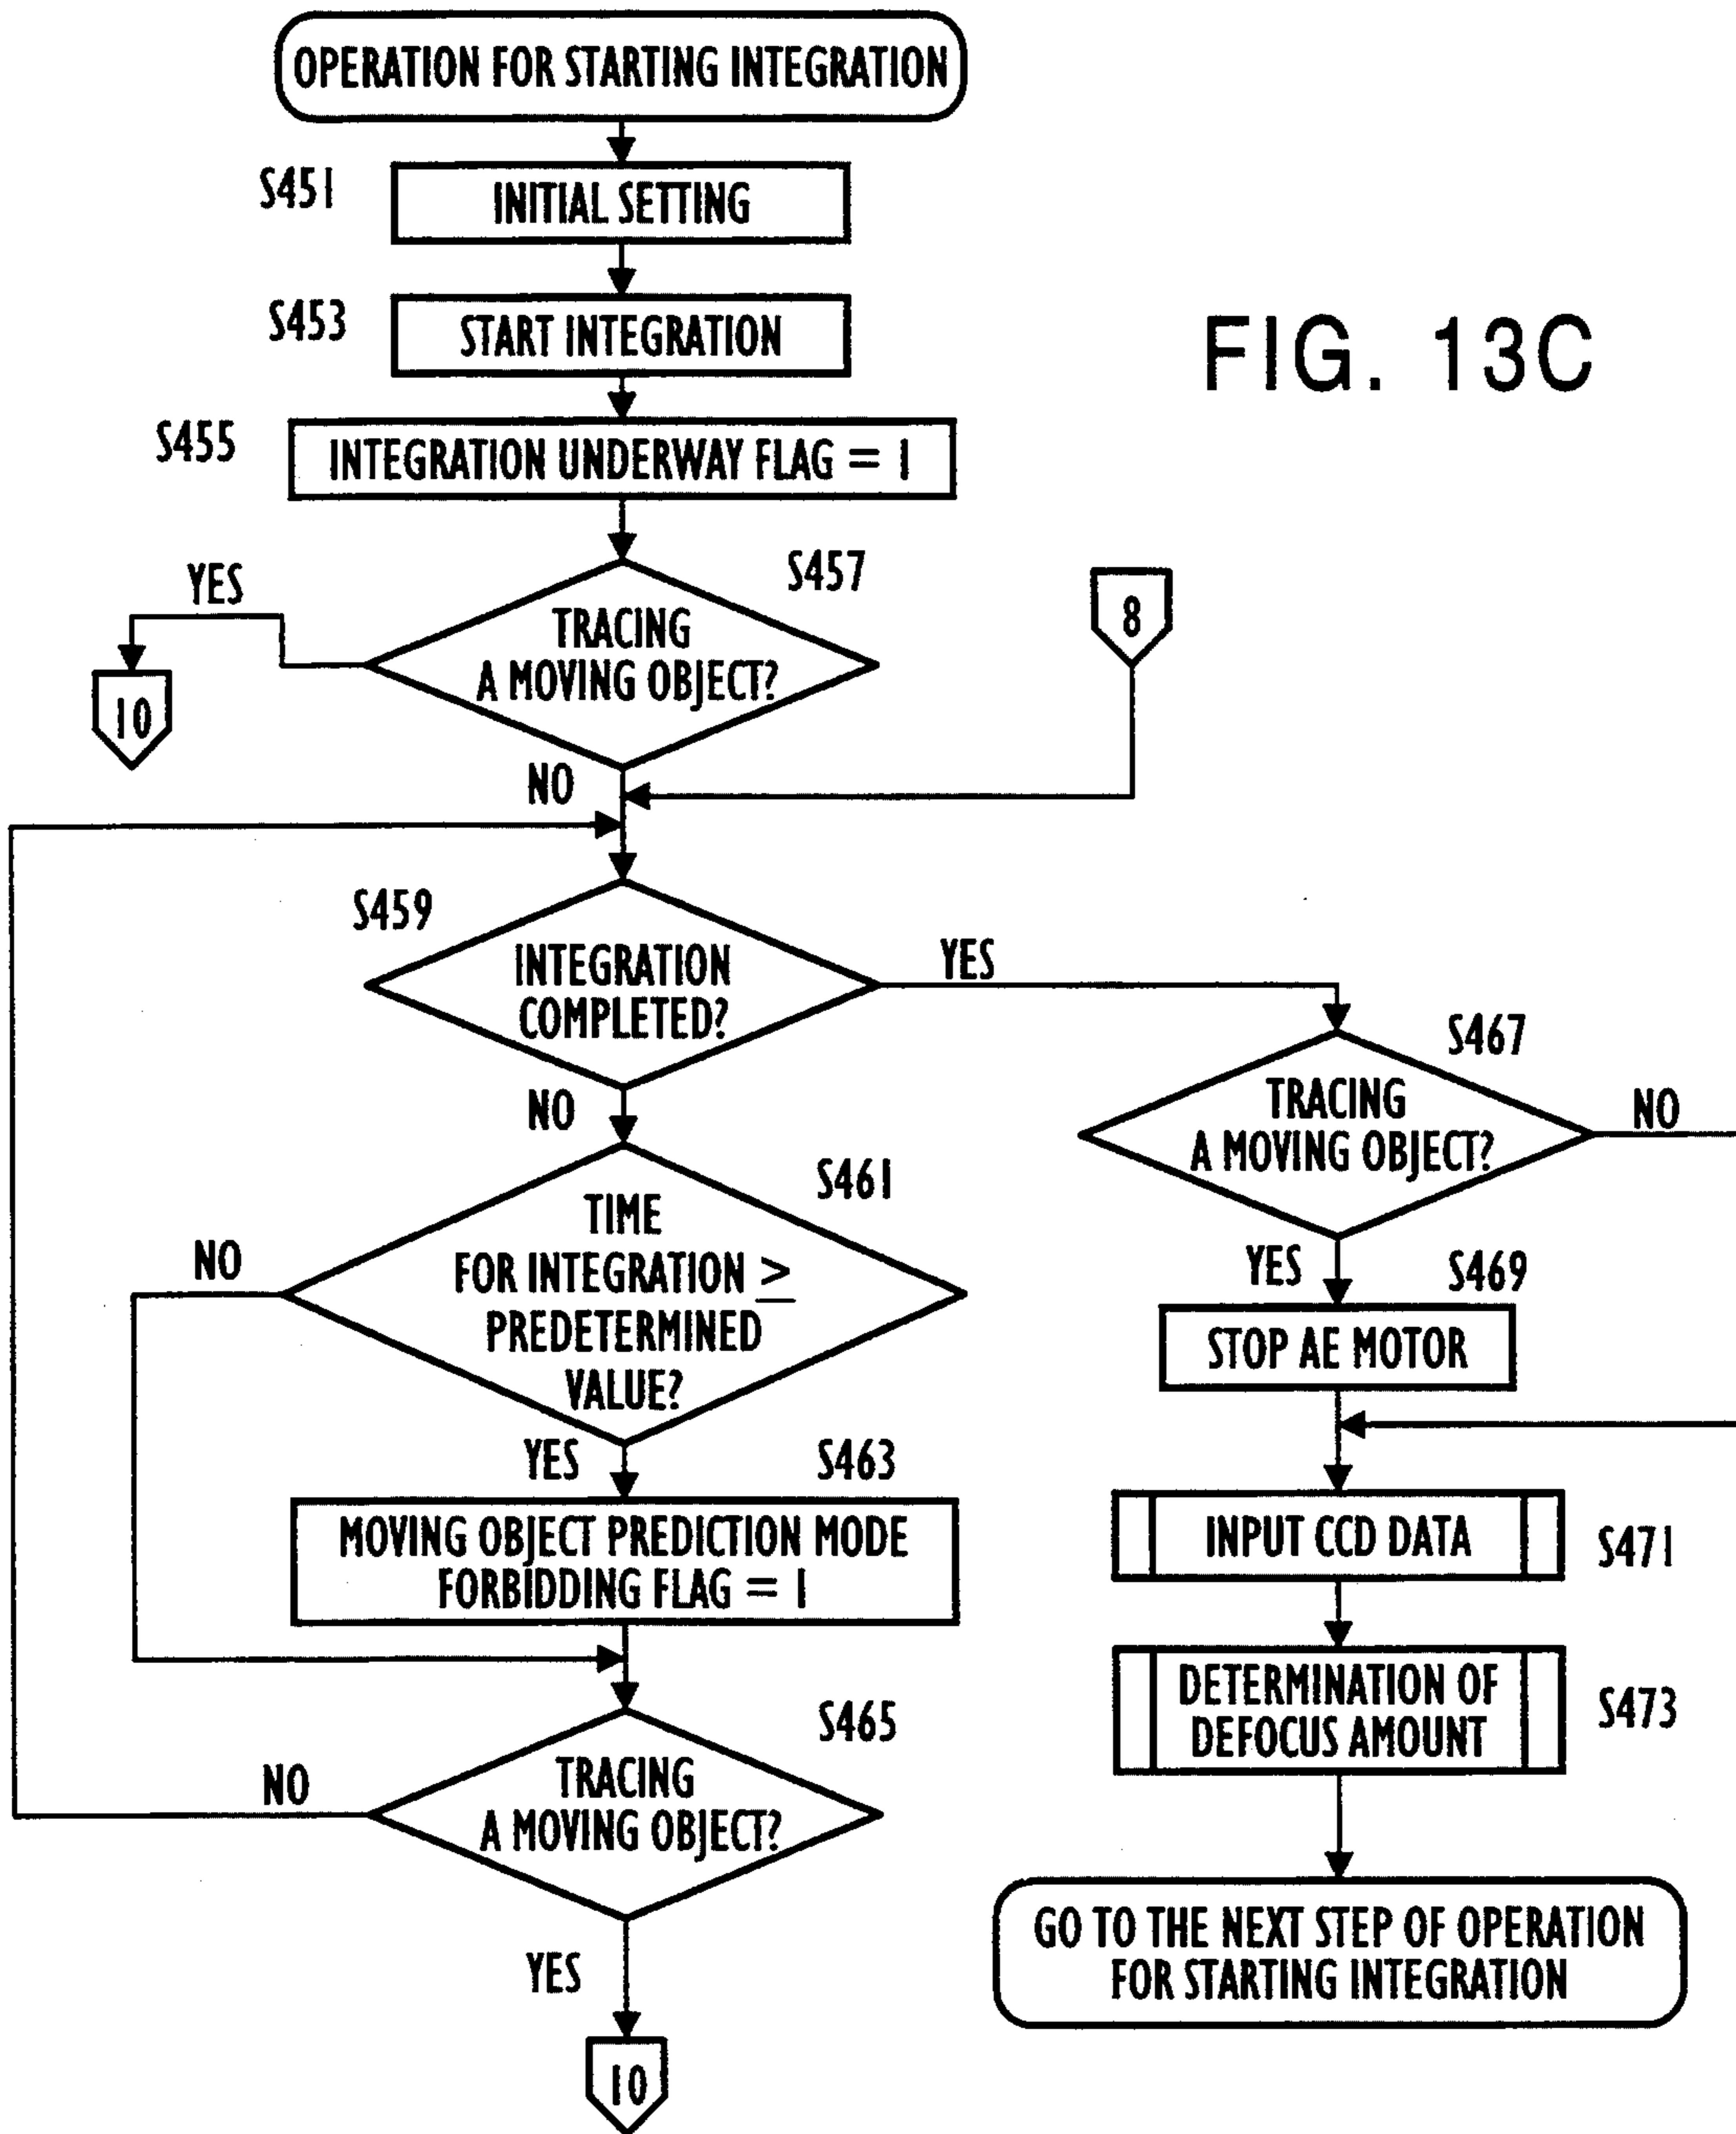 OPERATION FOR STARTING INTEGRATION
S451
INITIAL SETTING
S453
START INTEGRATION
FIG. 13C
S455
INTEGRATION UNDERWAY FLAG = 1
S457
YES
TRACING
A MOVING OBJECT?
8
10
NO
S459
INTEGRATION
COMPLETED?
YES
NO
S467
TRACING
A MOVING OBJECT?
NO
S461
TIME
FOR INTEGRATION ≥
PREDETERMINED
VALUE?
NO
YES
S469
STOP AE MOTOR
YES
S463
MOVING OBJECT PREDICTION MODE
FORBIDDING FLAG = 1
INPUT CCD DATA
S471
S465
TRACING
A MOVING OBJECT?
NO
DETERMINATION OF
DEFOCUS AMOUNT
S473
YES
GO TO THE NEXT STEP OF OPERATION
FOR STARTING INTEGRATION
10